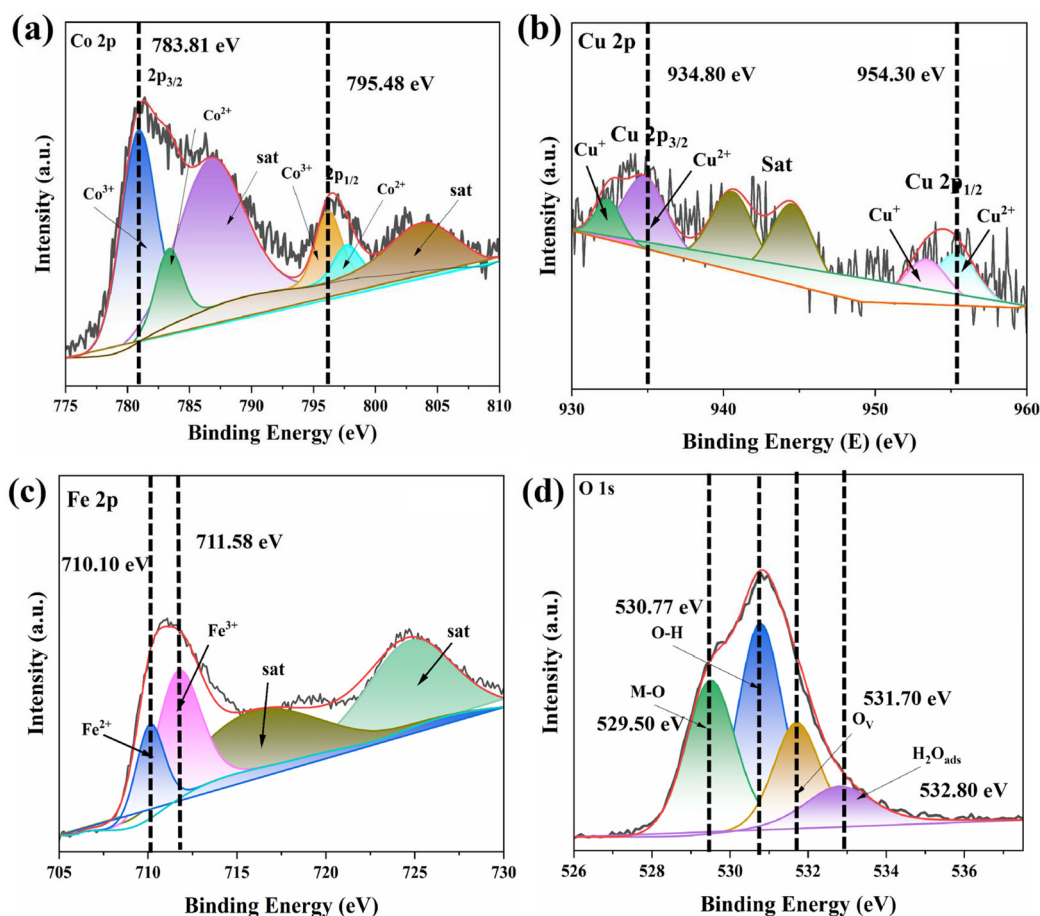 (a)
Co 2p
783.81 eV
2p3/2
795.48 eV
Co2+
sat
Co3+
Co3+
2p1/2
Co2+
sat
Intensity (a.u.)
775 780 785 790 795 800 805 810
Binding Energy (eV)
(b)
Cu 2p
934.80 eV
954.30 eV
Cu 2p3/2
Cu+
Cu2+
Sat
Cu 2p1/2
Cu+
Cu2+
Intensity (a.u.)
930 940 950 960
Binding Energy (E) (eV)
(c)
Fe 2p
711.58 eV
710.10 eV
Fe3+
sat
sat
Fe2+
Intensity (a.u.)
705 710 715 720 725 730
Binding Energy (eV)
(d)
O 1s
530.77 eV
O-H
M-O
529.50 eV
531.70 eV
OV
H2Oads
532.80 eV
Intensity (a.u.)
526 528 530 532 534 536
Binding Energy (eV)